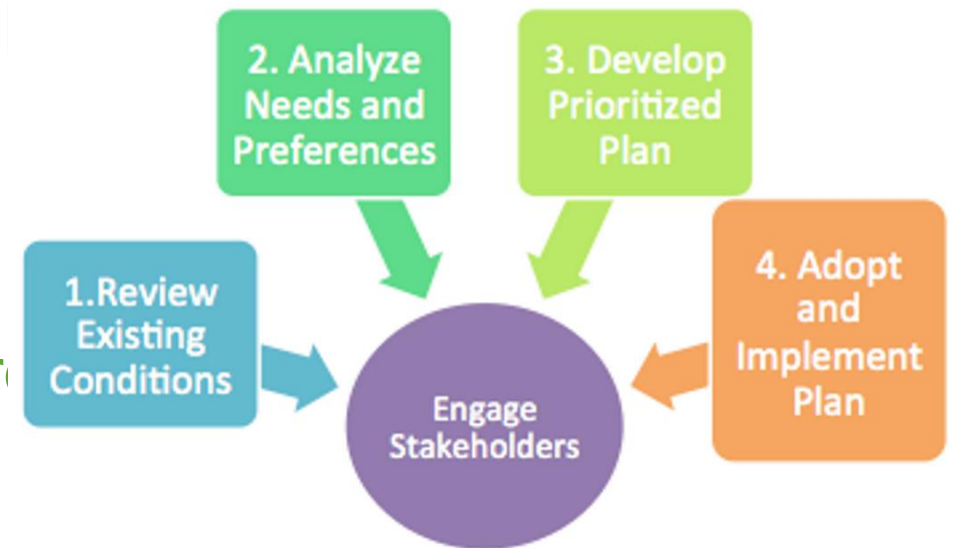 1.Review
Existing
Conditions
2. Analyze
Needs and
Preferences
3. Develop
Prioritized
Plan
4. Adopt
and
Implement
Plan
Engage
Stakeholders